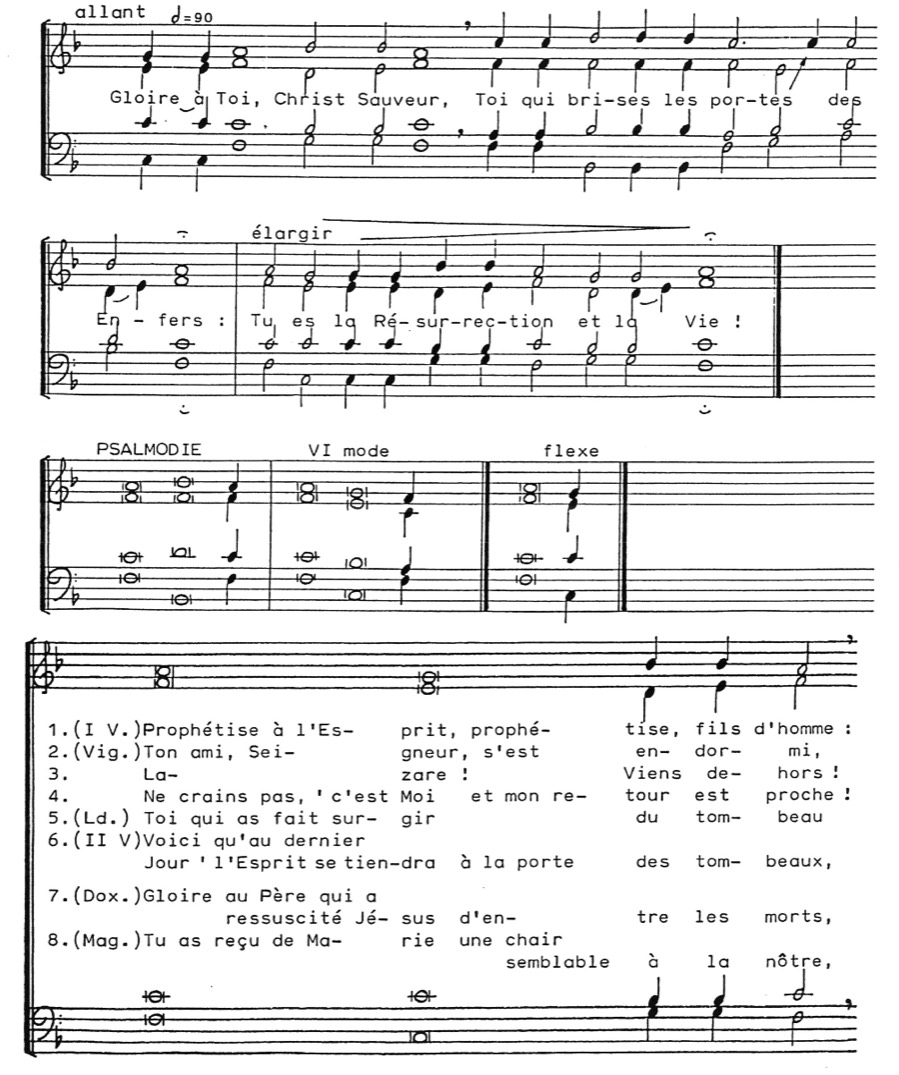 allant ♩=90
Gloire à Toi, Christ Sauveur, Toi qui bri-ses les por-tes des
élargir
En - fers : Tu es la Ré-sur-rec-tion et la Vie !
PSALMODIE VI mode flexe
1.(I V.)Prophétise à l'Es- prit, prophé- tise, fils d'homme :
2.(Vig.)Ton ami, Sei- gneur, s'est en- dor- mi,
3. La- zare ! Viens de- hors !
4. Ne crains pas, ' c'est Moi et mon re- tour est proche !
5.(Ld.) Toi qui as fait sur- gir du tom- beau
6.(II V)Voici qu'au dernier
Jour ' l'Esprit se tien-dra à la porte des tom- beaux,
7.(Dox.)Gloire au Père qui a
ressuscité Jé- sus d'en- tre les morts,
8.(Mag.)Tu as reçu de Ma- rie une chair
semblable à la nôtre,